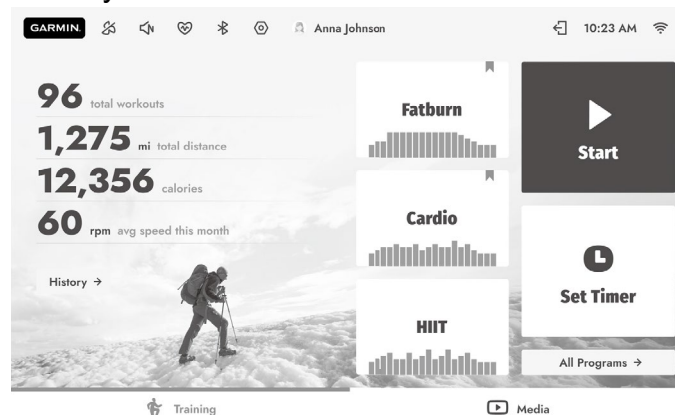 GARMIN.
Anna Johnson
10:23 AM
96 total workouts
1,275 mi total distance
12,356 calories
60 rpm avg speed this month
History →
Fatburn
Cardio
HIIT
Start
Set Timer
All Programs →
Training
Media